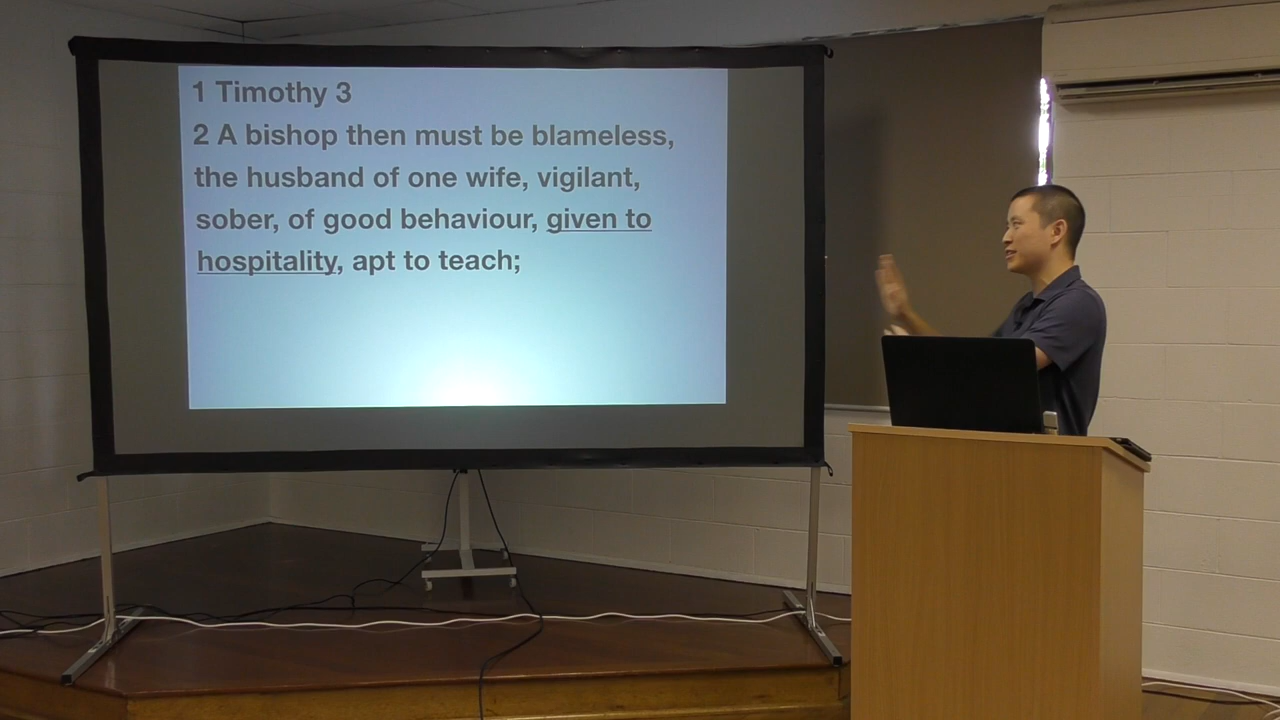 1 Timothy 3
2 A bishop then must be blameless,
the husband of one wife, vigilant,
sober, of good behaviour, given to
hospitality, apt to teach;